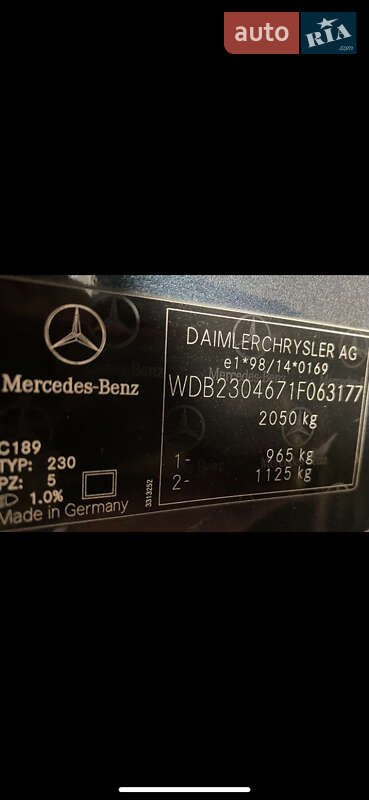 auto RIA
.com
DAIMLERCHRYSLER AG
e1*98/14*0169
WDB2304671F063177
2050 kg
1- 965 kg
2- 1125 kg
Mercedes-Benz
C189
TYP: 230
PZ: 5
1.0%
Made in Germany
3313252